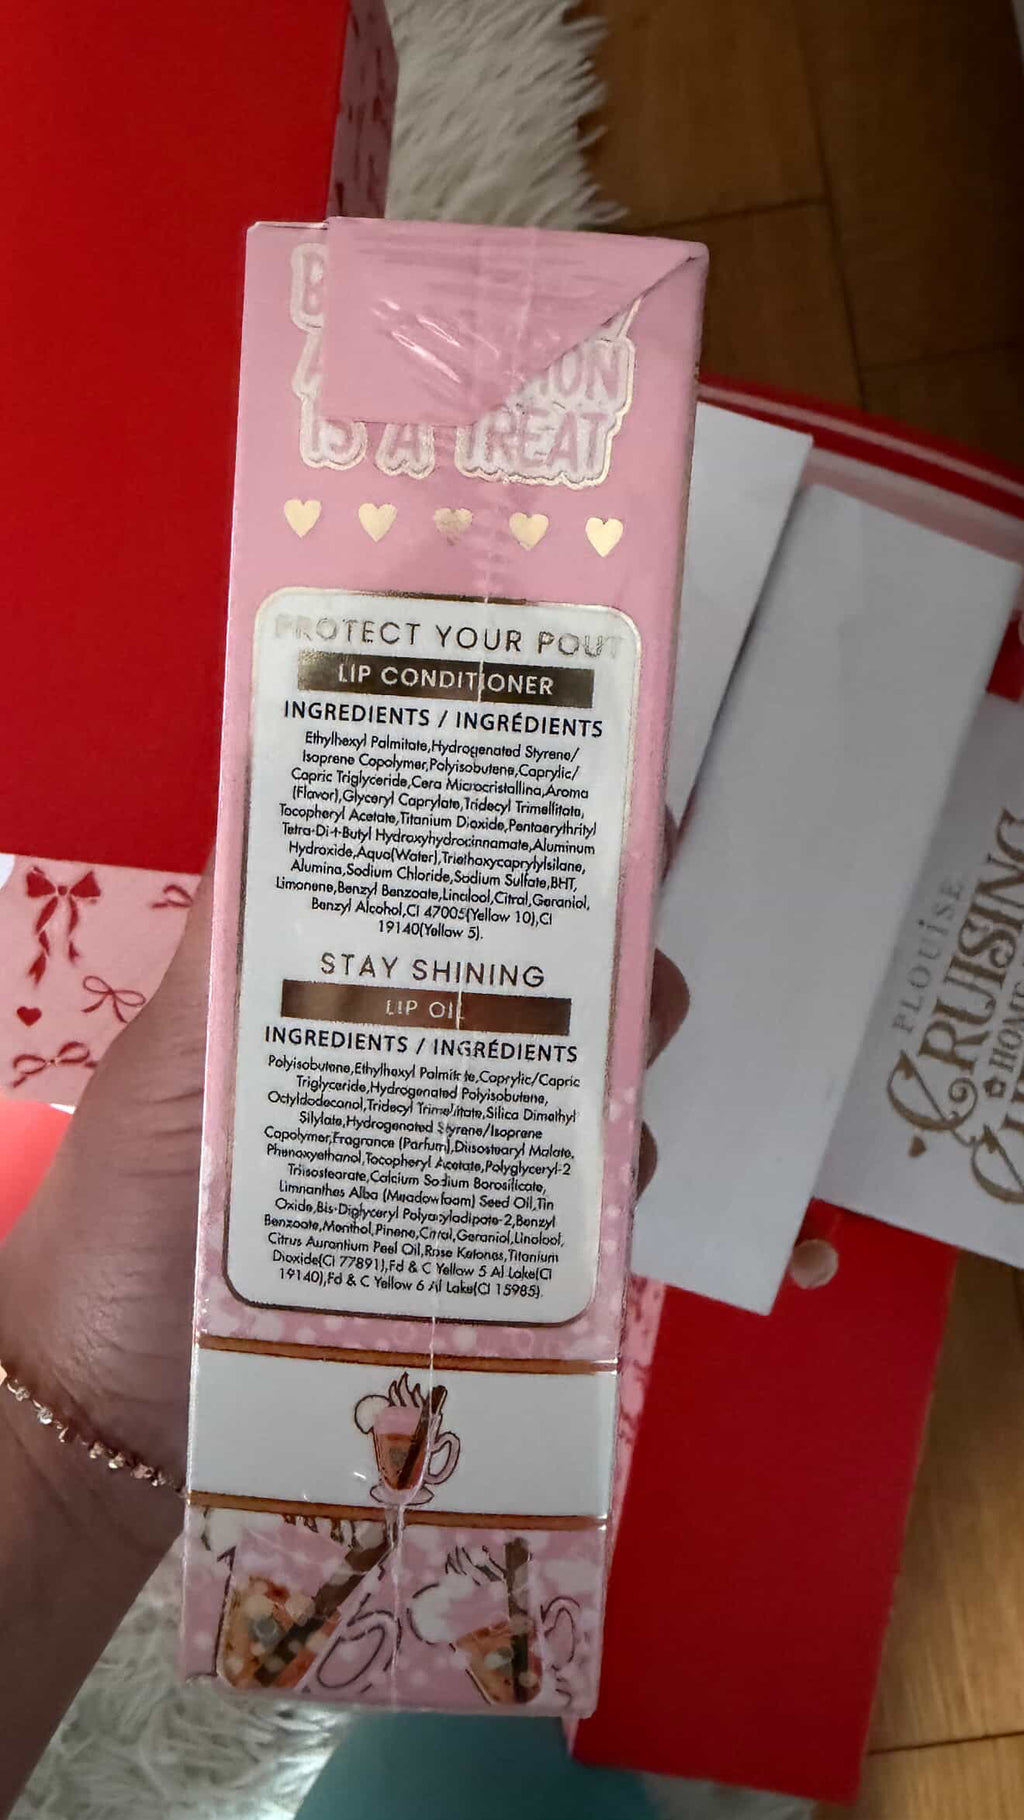 IS A TREAT
PROTECT YOUR POUT
LIP CONDITIONER
INGREDIENTS / INGRÉDIENTS
Ethylhexyl Palmitate,Hydrogenated Styrene/
Isoprene Copolymer,Polyisobutene,Caprylic/
Capric Triglyceride,Cera Microcristallina,Aroma
(Flavor),Glyceryl Caprylate,Tridecyl Trimellitate,
Tocopheryl Acetate,Titanium Dioxide,Pentaerythrityl
Tetra-Di-t-Butyl Hydroxyhydrocinnamate,Aluminum
Hydroxide,Aqua(Water),Triethoxycaprylylsilane,
Alumina,Sodium Chloride,Sodium Sulfate,BHT,
Limonene,Benzyl Benzoate,Linalool,Citral,Geraniol,
Benzyl Alcohol,CI 47005(Yellow 10),CI
19140(Yellow 5).
STAY SHINING
LIP OIL
INGREDIENTS / INGRÉDIENTS
Polyisobutene,Ethylhexyl Palmitate,Caprylic/Capric
Triglyceride,Hydrogenated Polyisobutene,
Octyldodecanol,Tridecyl Trimellitate,Silica Dimethyl
Silylate,Hydrogenated Styrene/Isoprene
Copolymer,Fragrance (Parfum),Diisostearyl Malate,
Phenoxyethanol,Tocopheryl Acetate,Polyglyceryl-2
Triisostearate,Calcium Sodium Borosilicate,
Limnanthes Alba (Meadowfoam) Seed Oil,Tin
Oxide,Bis-Diglyceryl Polyacyladipate-2,Benzyl
Benzoate,Menthol,Pinene,Citral,Geraniol,Linalool,
Citrus Aurantium Peel Oil,Rose Ketones,Titanium
Dioxide(CI 77891),Fd & C Yellow 5 Al Lake(CI
19140),Fd & C Yellow 6 Al Lake(CI 15985).
PLOUISE
CRUISING
HOME